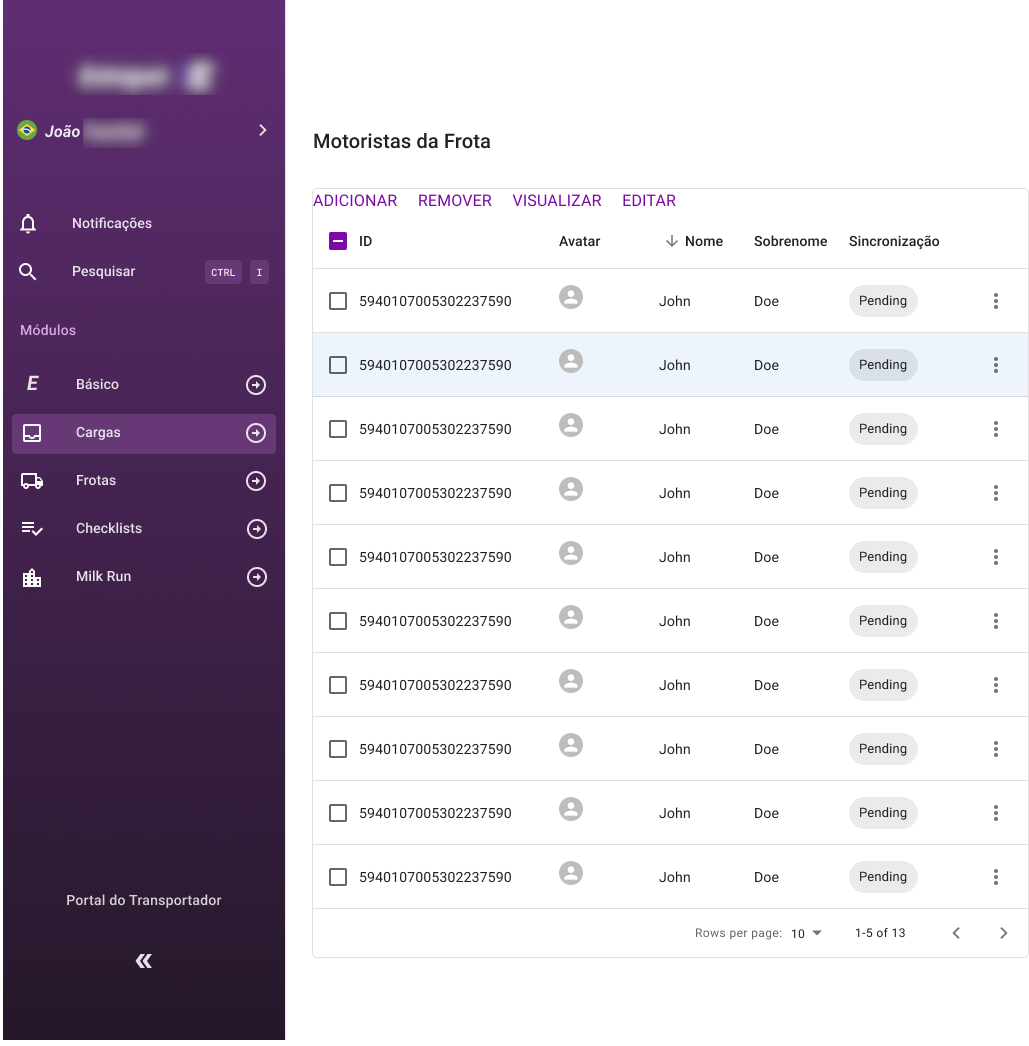 João
Notificações
Pesquisar CTRL I
Módulos
E Básico
Cargas
Frotas
Checklists
Milk Run
Portal do Transportador
Motoristas da Frota
ADICIONAR REMOVER VISUALIZAR EDITAR
ID Avatar Nome Sobrenome Sincronização
5940107005302237590 John Doe Pending
5940107005302237590 John Doe Pending
5940107005302237590 John Doe Pending
5940107005302237590 John Doe Pending
5940107005302237590 John Doe Pending
5940107005302237590 John Doe Pending
5940107005302237590 John Doe Pending
5940107005302237590 John Doe Pending
5940107005302237590 John Doe Pending
5940107005302237590 John Doe Pending
Rows per page: 10 1-5 of 13